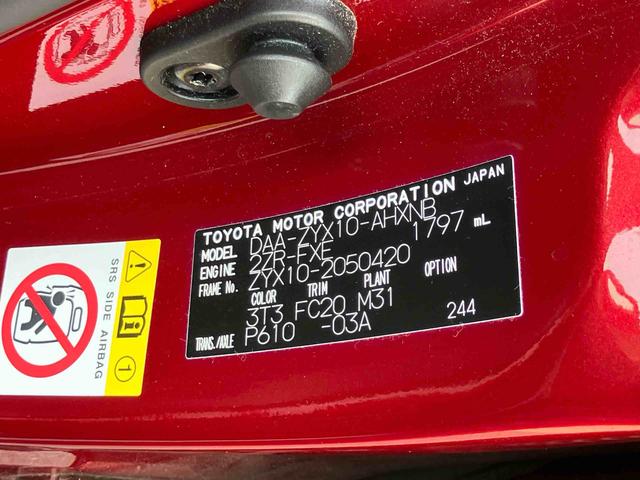 TOYOTA MOTOR CORPORATION JAPAN
MODEL DAA-ZYX10-AHXNB
ENGINE 2ZR-FXE 1797 mL
FRAME No. ZYX10-2050420
COLOR TRIM PLANT OPTION
3T3 FC20 M31
TRANS./AXLE P610 -03A 244
SRS SIDE AIRBAG
1